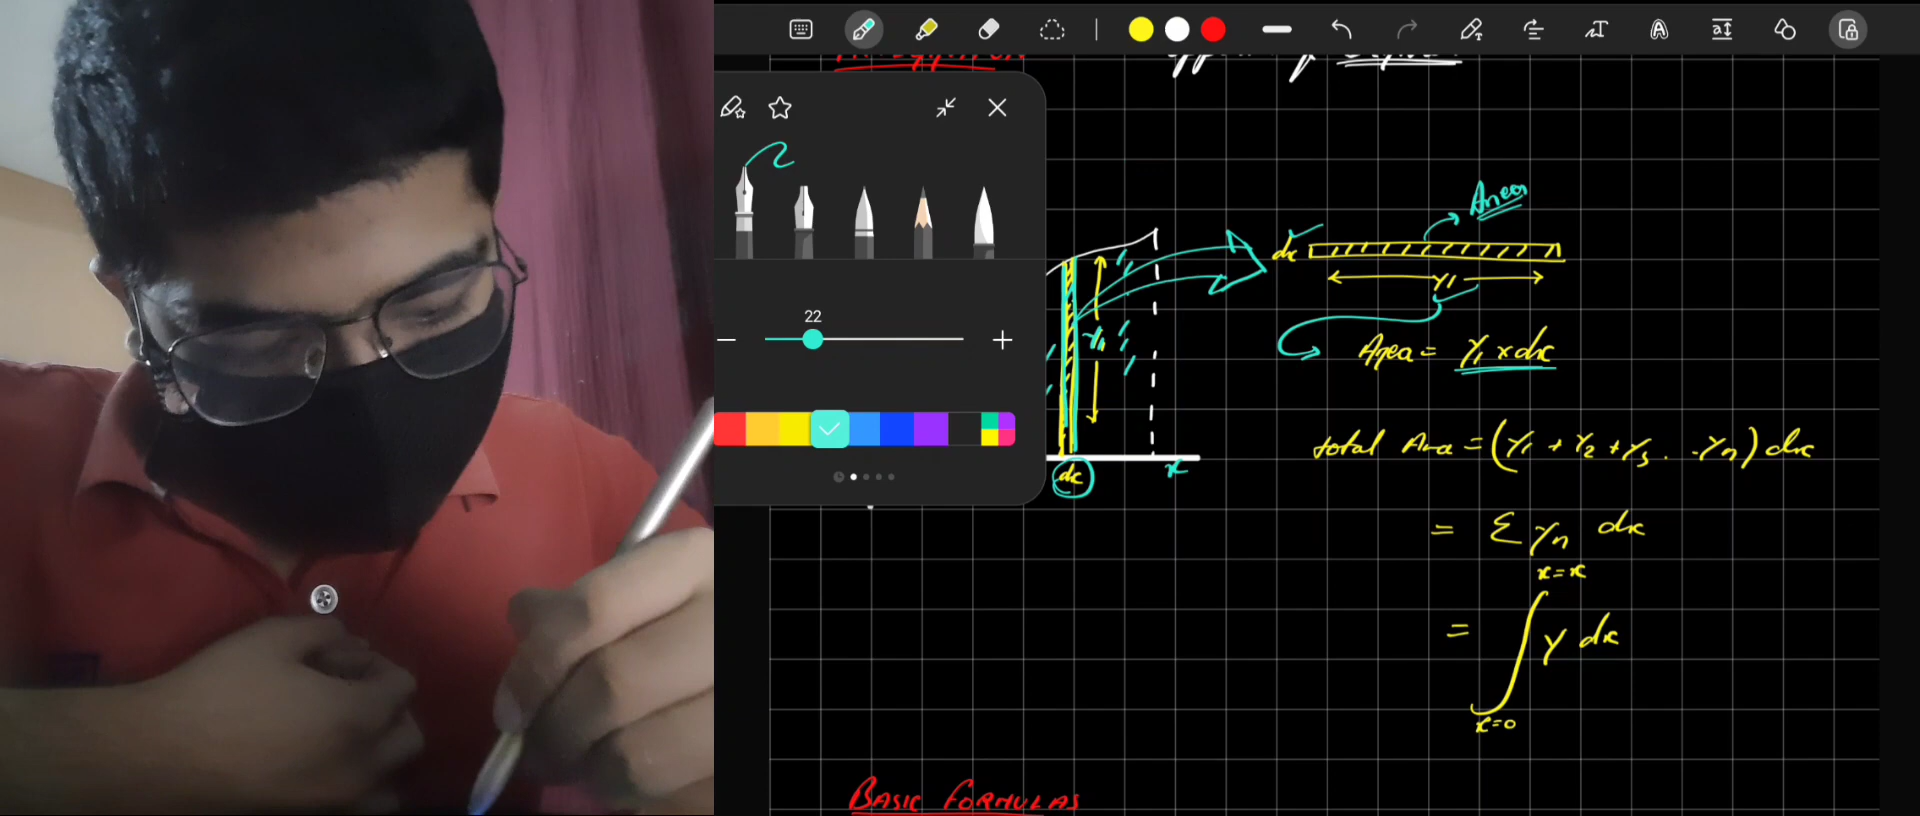 22
Area
dx
y₁
y₁
Area = y₁ x dx
total Area = (y₁ + y₂ + y₃ . . yₙ) dx
dx
x
= Σ yₙ dx
x=x
= ∫ y dx
x=0
BASIC FORMULAS